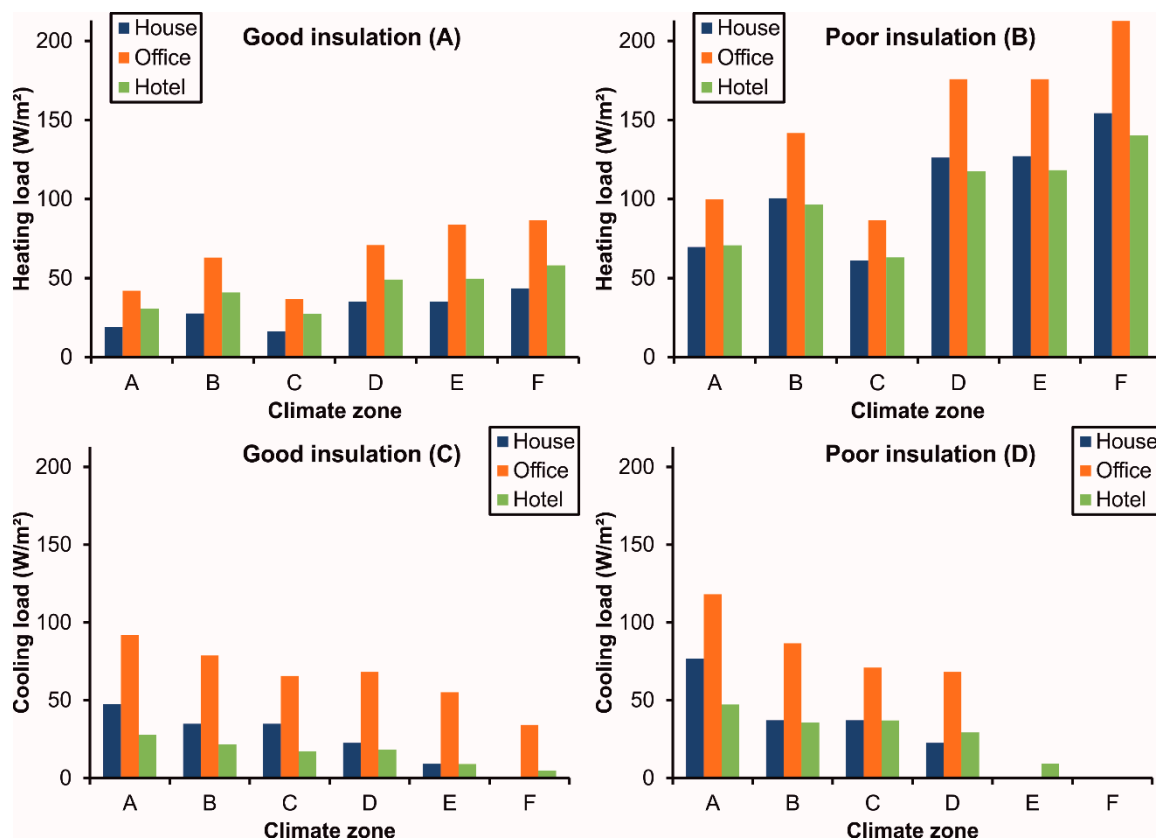 Good insulation (A)
House
Office
Hotel
Heating load (W/m²)
200
150
100
50
0
A B C D E F
Climate zone
Poor insulation (B)
House
Office
Hotel
Heating load (W/m²)
200
150
100
50
0
A B C D E F
Climate zone
Good insulation (C)
House
Office
Hotel
Cooling load (W/m²)
200
150
100
50
0
A B C D E F
Climate zone
Poor insulation (D)
House
Office
Hotel
Cooling load (W/m²)
200
150
100
50
0
A B C D E F
Climate zone